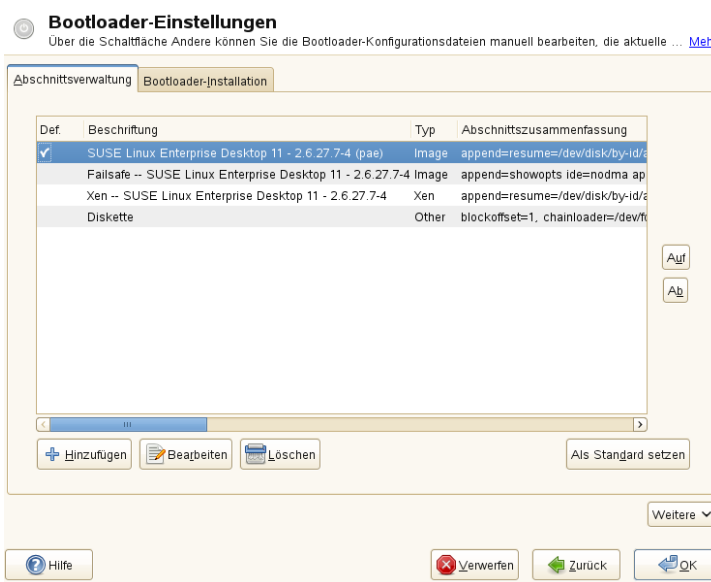 Bootloader-Einstellungen
Über die Schaltfläche Andere können Sie die Bootloader-Konfigurationsdateien manuell bearbeiten, die aktuelle ... Meh
Abschnittsverwaltung Bootloader-Installation
Def. Beschriftung Typ Abschnittszusammenfassung
SUSE Linux Enterprise Desktop 11 - 2.6.27.7-4 (pae) Image append=resume=/dev/disk/by-id/a
Failsafe -- SUSE Linux Enterprise Desktop 11 - 2.6.27.7-4 Image append=showopts ide=nodma ap
Xen -- SUSE Linux Enterprise Desktop 11 - 2.6.27.7-4 Xen append=resume=/dev/disk/by-id/a
Diskette Other blockoffset=1, chainloader=/dev/fd
Auf
Ab
Hinzufügen Bearbeiten Löschen Als Standard setzen
Weitere
Hilfe Verwerfen Zurück OK